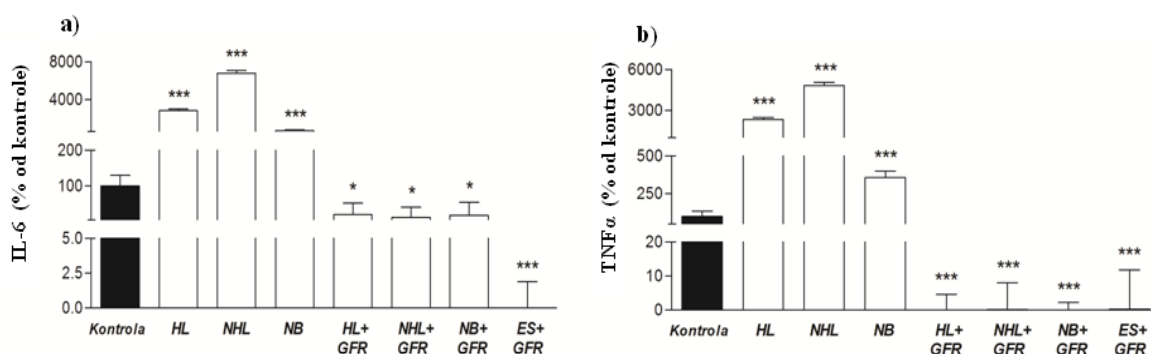 a)
IL-6 (% od kontrole)
8000
4000
200
100
5.0
2.5
0.0
***
***
***
*
*
*
***
Kontrola
HL
NHL
NB
HL+
GFR
NHL+
GFR
NB+
GFR
ES+
GFR
b)
TNFα (% od kontrole)
6000
3000
500
250
20
10
0
***
***
***
***
***
***
***
Kontrola
HL
NHL
NB
HL+
GFR
NHL+
GFR
NB+
GFR
ES+
GFR